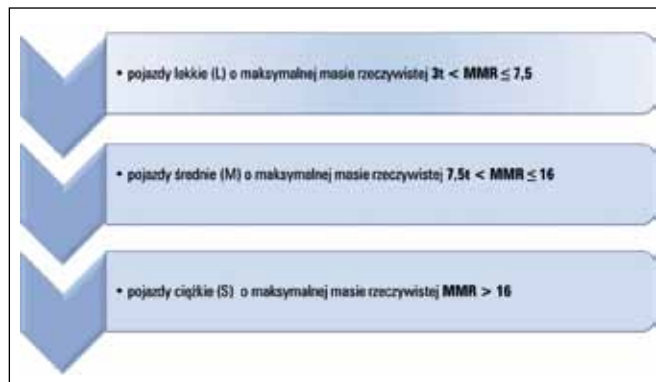 • pojazdy lekkie (L) o maksymalnej masie rzeczywistej 3t < MMR ≤ 7,5
• pojazdy średnie (M) o maksymalnej masie rzeczywistej 7,5t < MMR ≤ 16
• pojazdy ciężkie (S) o maksymalnej masie rzeczywistej MMR > 16